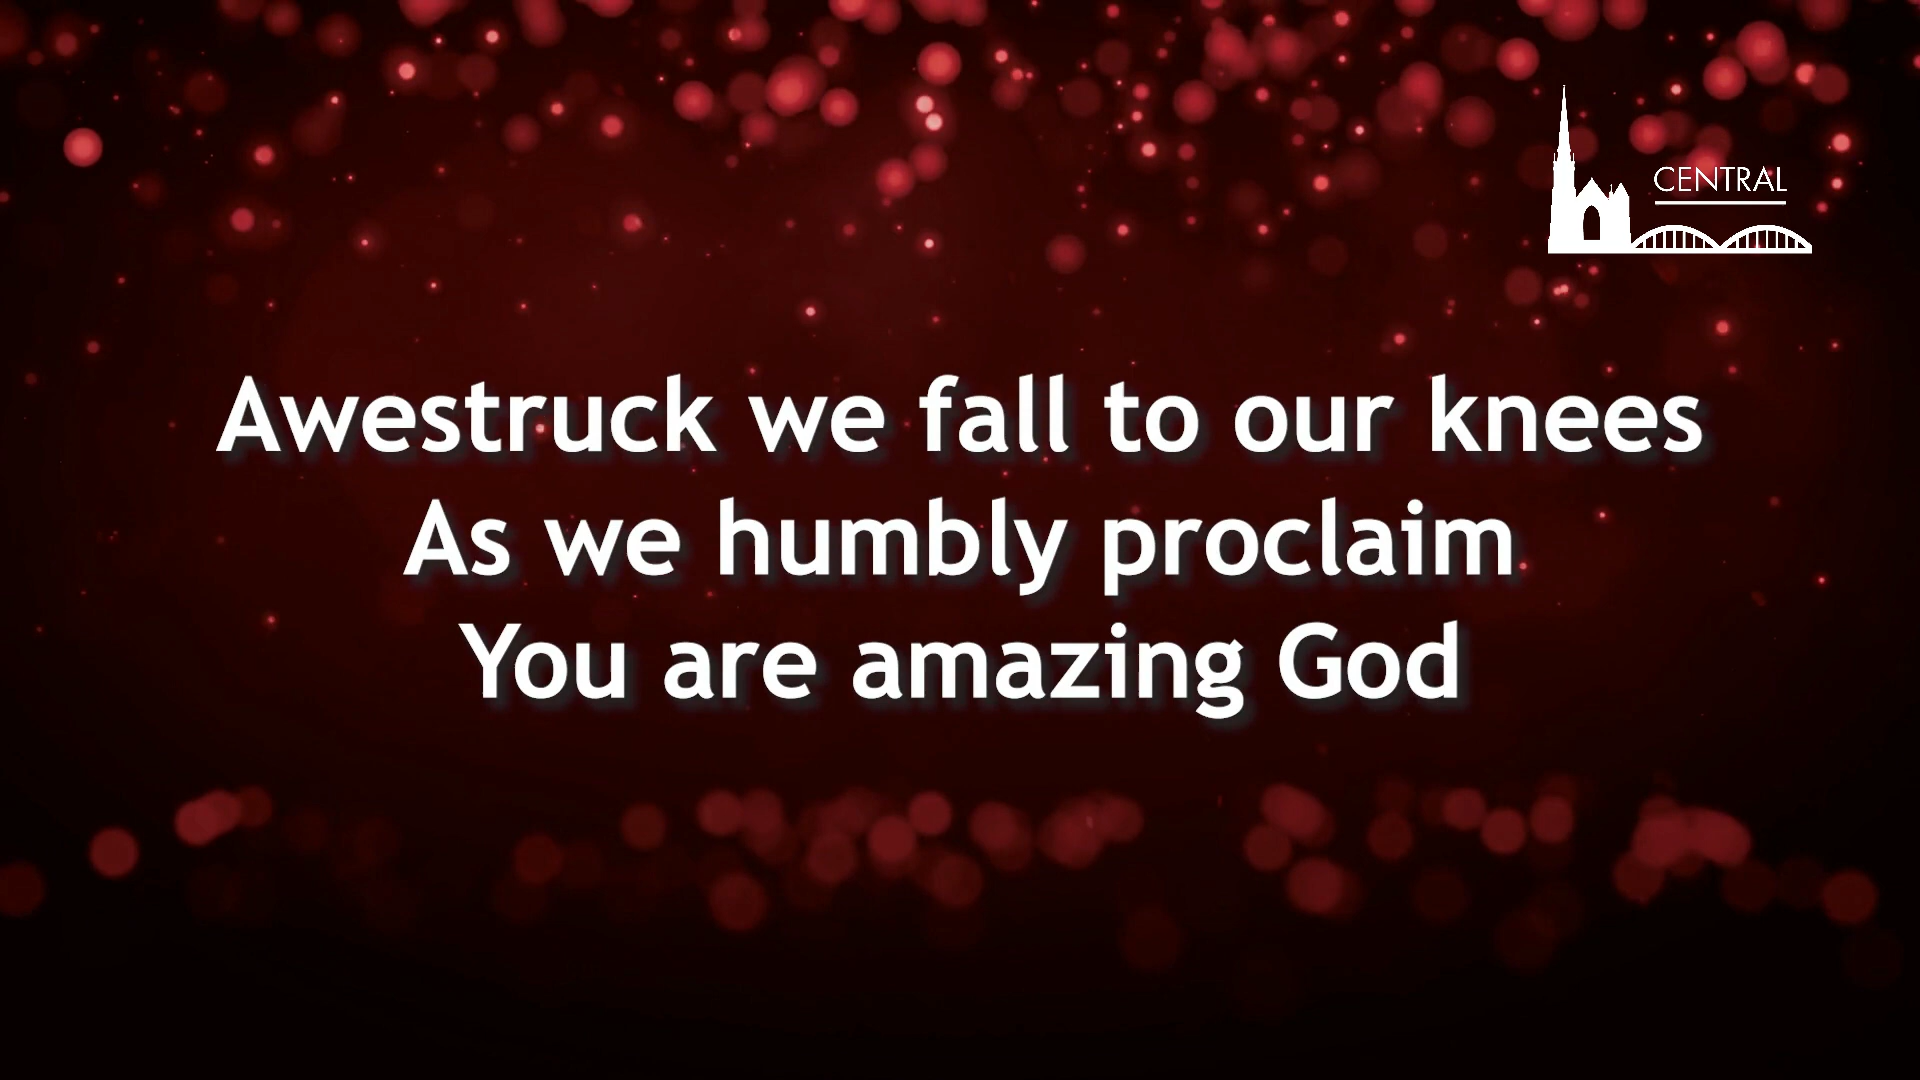 CENTRAL
Awestruck we fall to our knees
As we humbly proclaim
You are amazing God